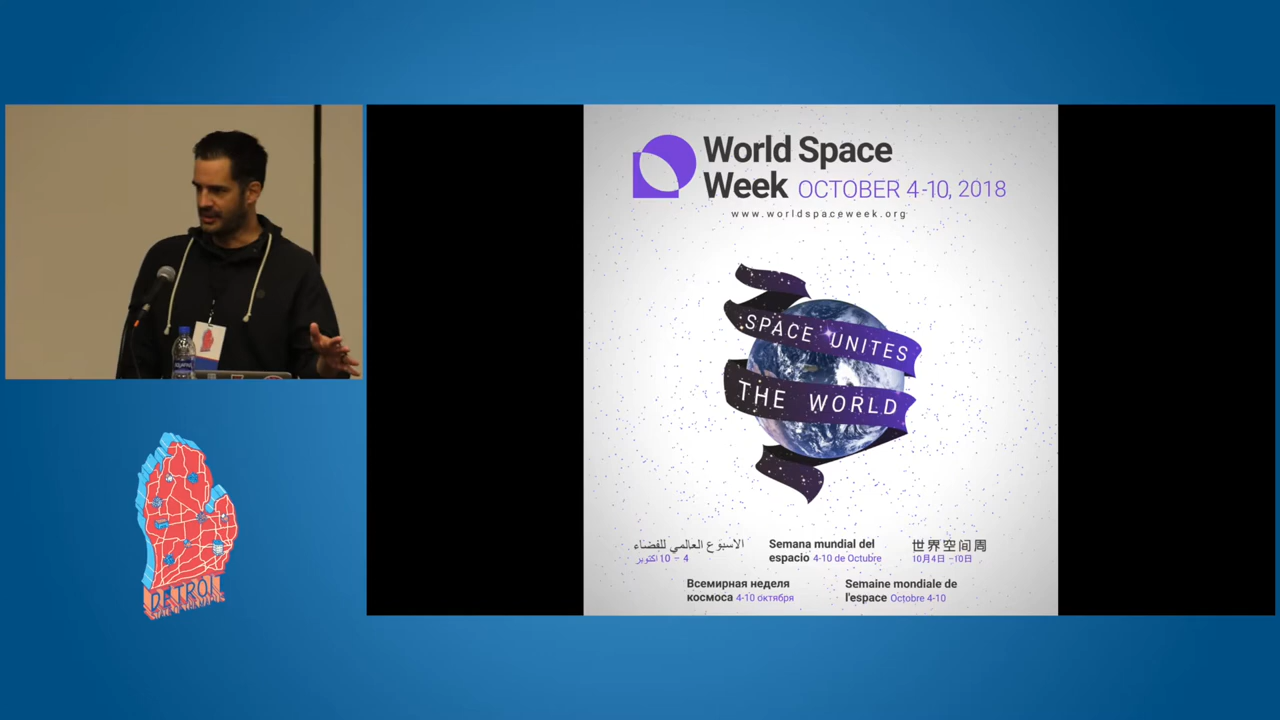 World Space
Week OCTOBER 4-10, 2018
www.worldspaceweek.org
SPACE UNITES
THE WORLD
الاسبوع العالمي للفضاء
4 – 10 اكتوبر
Semana mundial del
espacio 4-10 de Octubre
世界空间周
10月4日 -10日
Всемирная неделя
космоса 4-10 октября
Semaine mondiale de
l'espace Octobre 4-10
DETROIT